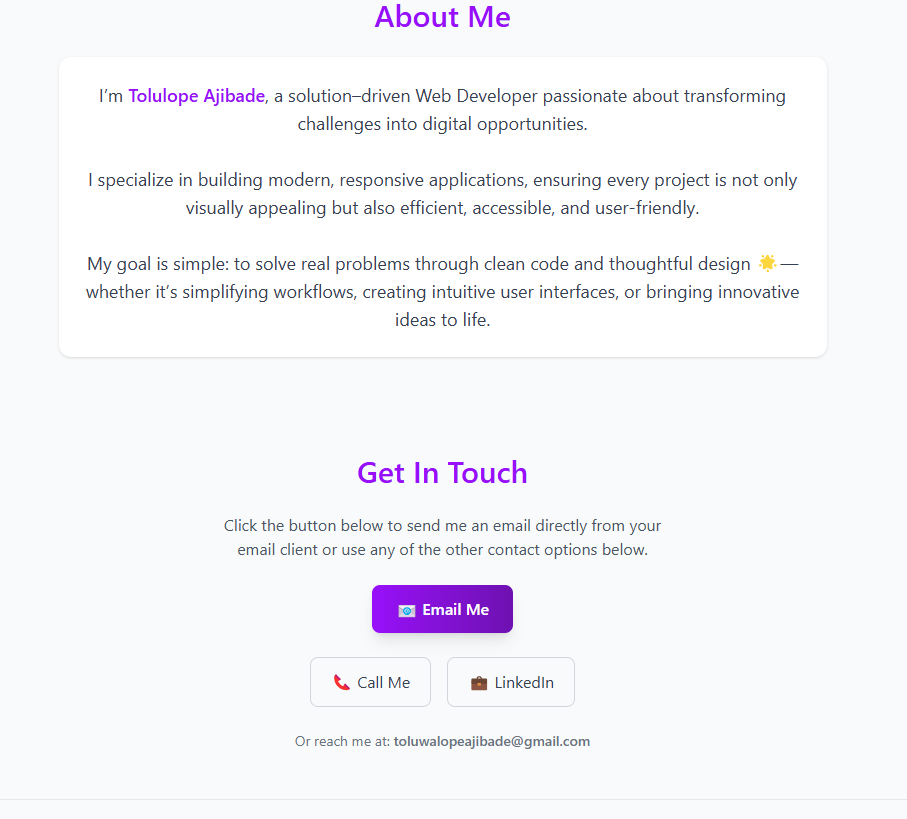 About Me
I’m Tolulope Ajibade, a solution–driven Web Developer passionate about transforming
challenges into digital opportunities.
I specialize in building modern, responsive applications, ensuring every project is not only
visually appealing but also efficient, accessible, and user-friendly.
My goal is simple: to solve real problems through clean code and thoughtful design 🌟—
whether it’s simplifying workflows, creating intuitive user interfaces, or bringing innovative
ideas to life.
Get In Touch
Click the button below to send me an email directly from your
email client or use any of the other contact options below.
📧 Email Me
📞 Call Me
💼 LinkedIn
Or reach me at: toluwalopeajibade@gmail.com